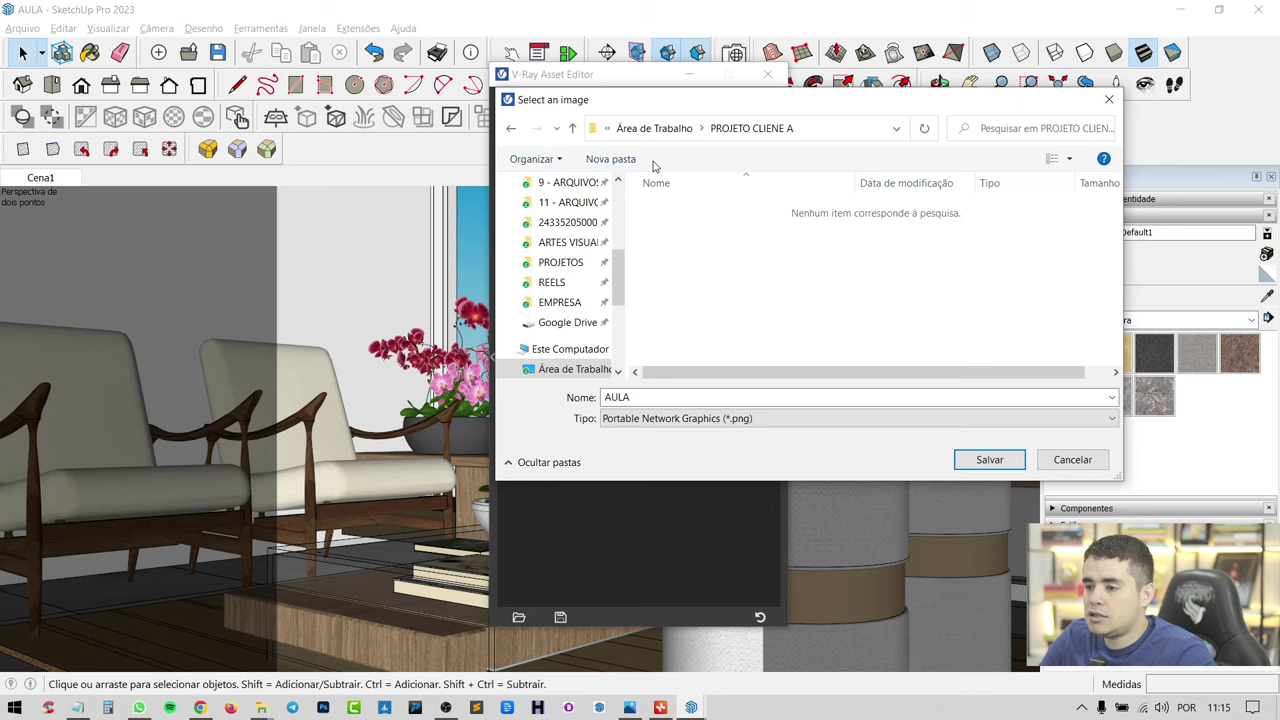 AULA - SketchUp Pro 2023
Arquivo Editar Visualizar Câmera Desenho Ferramentas Janela Extensões Ajuda
V-Ray Asset Editor
Select an image
« Área de Trabalho › PROJETO CLIENE A
Pesquisar em PROJETO CLIEN...
Organizar Nova pasta
Cena1
Perspectiva de
dois pontos
Nome Data de modificação Tipo Tamanho
Nenhum item corresponde à pesquisa.
9 - ARQUIVOS
11 - ARQUIVO
24335205000
ARTES VISUAI
PROJETOS
REELS
EMPRESA
Google Drive
Este Computador
Área de Trabalho
entidade
Default1
ra
Nome: AULA
Tipo: Portable Network Graphics (*.png)
Ocultar pastas
Salvar Cancelar
Componentes
Clique ou arraste para selecionar objetos. Shift = Adicionar/Subtrair. Ctrl = Adicionar. Shift + Ctrl = Subtrair.
Medidas
POR 11:15